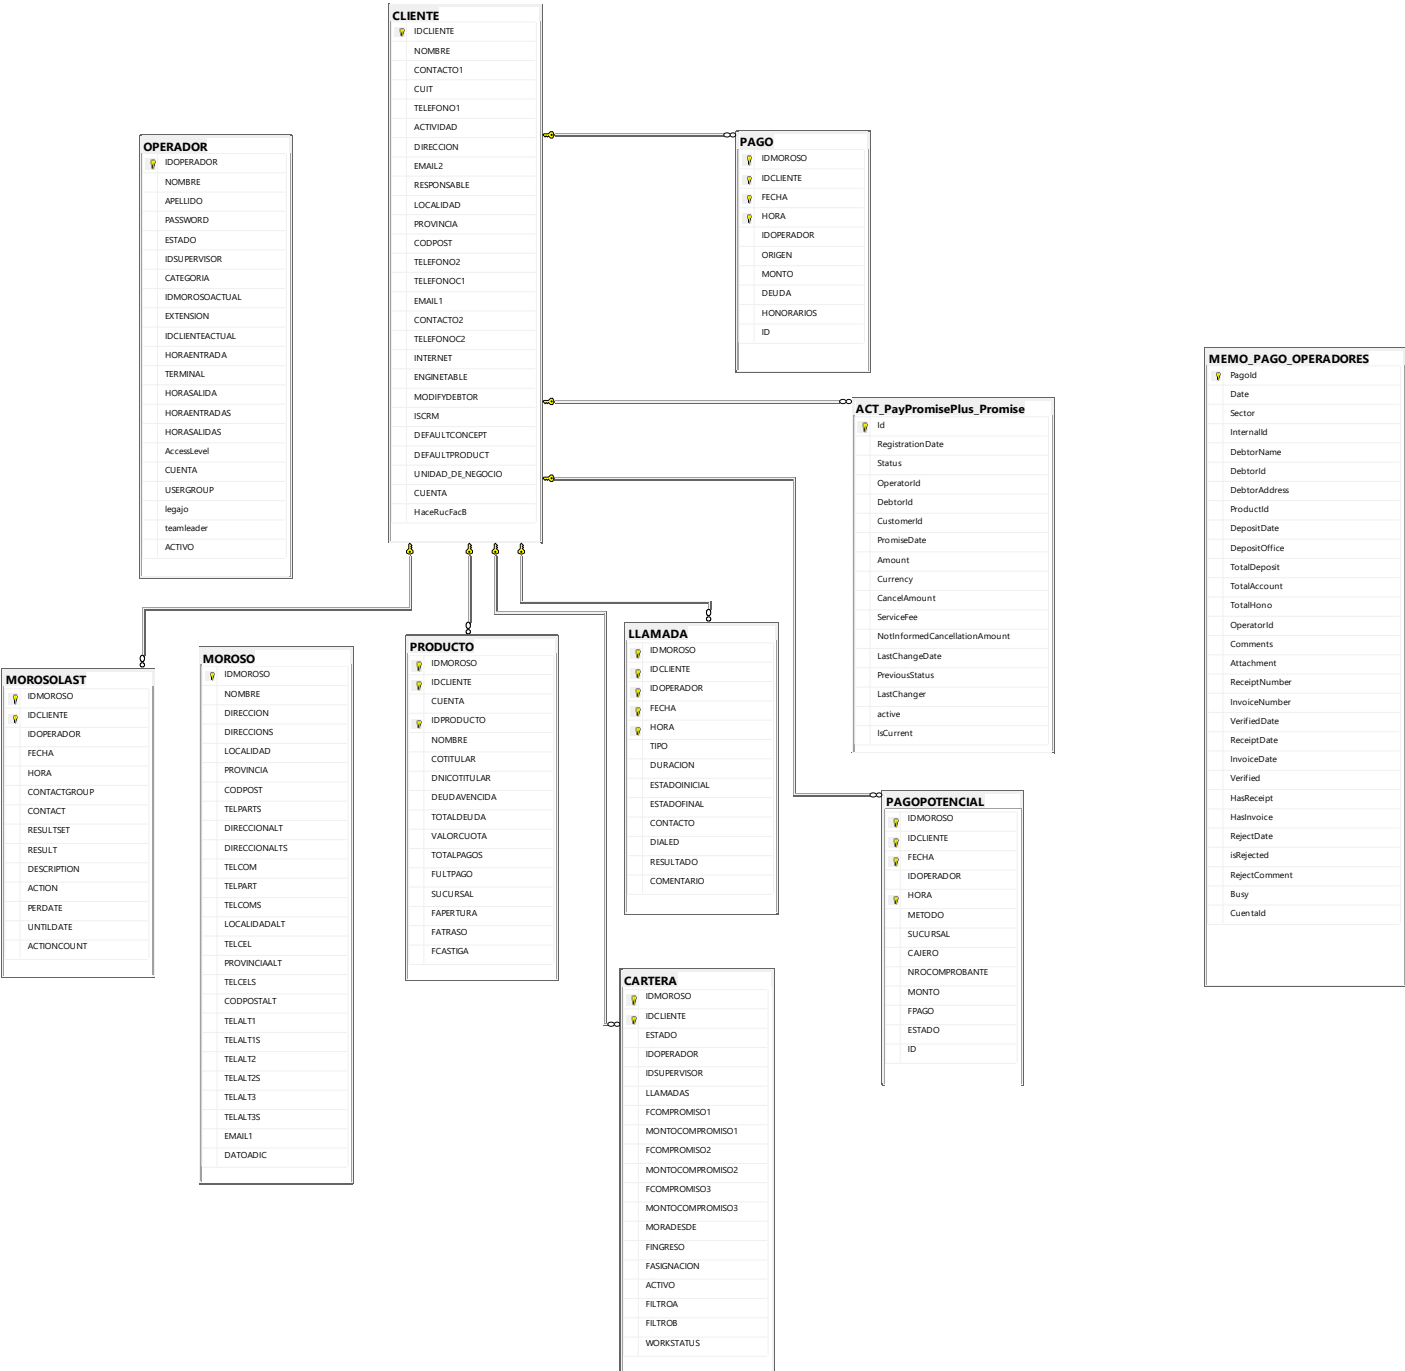 CLIENTE
IDCLIENTE
NOMBRE
CONTACTO1
CUIT
TELEFONO1
ACTIVIDAD
DIRECCION
EMAIL2
RESPONSABLE
LOCALIDAD
PROVINCIA
CODPOST
TELEFONO2
TELEFONOC1
EMAIL1
CONTACTO2
TELEFONOC2
INTERNET
ENGINETABLE
MODIFYDEBTOR
ISCRM
DEFAULTCONCEPT
DEFAULTPRODUCT
UNIDAD_DE_NEGOCIO
CUENTA
HaceRucFacB
OPERADOR
IDOPERADOR
NOMBRE
APELLIDO
PASSWORD
ESTADO
IDSUPERVISOR
CATEGORIA
IDMOROSOACTUAL
EXTENSION
IDCLIENTEACTUAL
HORAENTRADA
TERMINAL
HORASALIDA
HORAENTRADAS
HORASALIDAS
AccessLevel
CUENTA
USERGROUP
legajo
teamleader
ACTIVO
PAGO
IDMOROSO
IDCLIENTE
FECHA
HORA
IDOPERADOR
ORIGEN
MONTO
DEUDA
HONORARIOS
ID
MEMO_PAGO_OPERADORES
PagoId
Date
Sector
InternalId
DebtorName
DebtorId
DebtorAddress
ProductId
DepositDate
DepositOffice
TotalDeposit
TotalAccount
TotalHono
OperatorId
Comments
Attachment
ReceiptNumber
InvoiceNumber
VerifiedDate
ReceiptDate
InvoiceDate
Verified
HasReceipt
HasInvoice
RejectDate
isRejected
RejectComment
Busy
CuentaId
ACT_PayPromisePlus_Promise
Id
RegistrationDate
Status
OperatorId
DebtorId
CustomerId
PromiseDate
Amount
Currency
CancelAmount
ServiceFee
NotInformedCancellationAmount
LastChangeDate
PreviousStatus
LastChanger
active
IsCurrent
MOROSOLAST
IDMOROSO
IDCLIENTE
IDOPERADOR
FECHA
HORA
CONTACTGROUP
CONTACT
RESULTSET
RESULT
DESCRIPTION
ACTION
PERDATE
UNTILDATE
ACTIONCOUNT
MOROSO
IDMOROSO
NOMBRE
DIRECCION
DIRECCIONS
LOCALIDAD
PROVINCIA
CODPOST
TELPARTS
DIRECCIONALT
DIRECCIONALTS
TELCOM
TELPART
TELCOMS
LOCALIDADALT
TELCEL
PROVINCIAALT
TELCELS
CODPOSTALT
TELALT1
TELALT1S
TELALT2
TELALT2S
TELALT3
TELALT3S
EMAIL1
DATOADIC
PRODUCTO
IDMOROSO
IDCLIENTE
CUENTA
IDPRODUCTO
NOMBRE
COTITULAR
DNICOTITULAR
DEUDAVENCIDA
TOTALDEUDA
VALORCUOTA
TOTALPAGOS
FULTPAGO
SUCURSAL
FAPERTURA
FATRASO
FCASTIGA
LLAMADA
IDMOROSO
IDCLIENTE
IDOPERADOR
FECHA
HORA
TIPO
DURACION
ESTADOINICIAL
ESTADOFINAL
CONTACTO
DIALED
RESULTADO
COMENTARIO
PAGOPOTENCIAL
IDMOROSO
IDCLIENTE
FECHA
IDOPERADOR
HORA
METODO
SUCURSAL
CAJERO
NROCOMPROBANTE
MONTO
FPAGO
ESTADO
ID
CARTERA
IDMOROSO
IDCLIENTE
ESTADO
IDOPERADOR
IDSUPERVISOR
LLAMADAS
FCOMPROMISO1
MONTOCOMPROMISO1
FCOMPROMISO2
MONTOCOMPROMISO2
FCOMPROMISO3
MONTOCOMPROMISO3
MORADESDE
FINGRESO
FASIGNACION
ACTIVO
FILTROA
FILTROB
WORKSTATUS